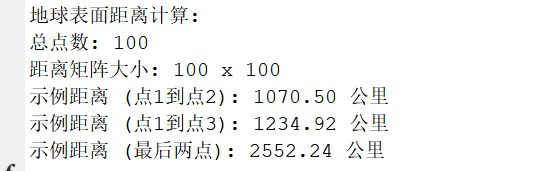 地球表面距离计算:
总点数: 100
距离矩阵大小: 100 x 100
示例距离 (点1到点2): 1070.50 公里
示例距离 (点1到点3): 1234.92 公里
示例距离 (最后两点): 2552.24 公里